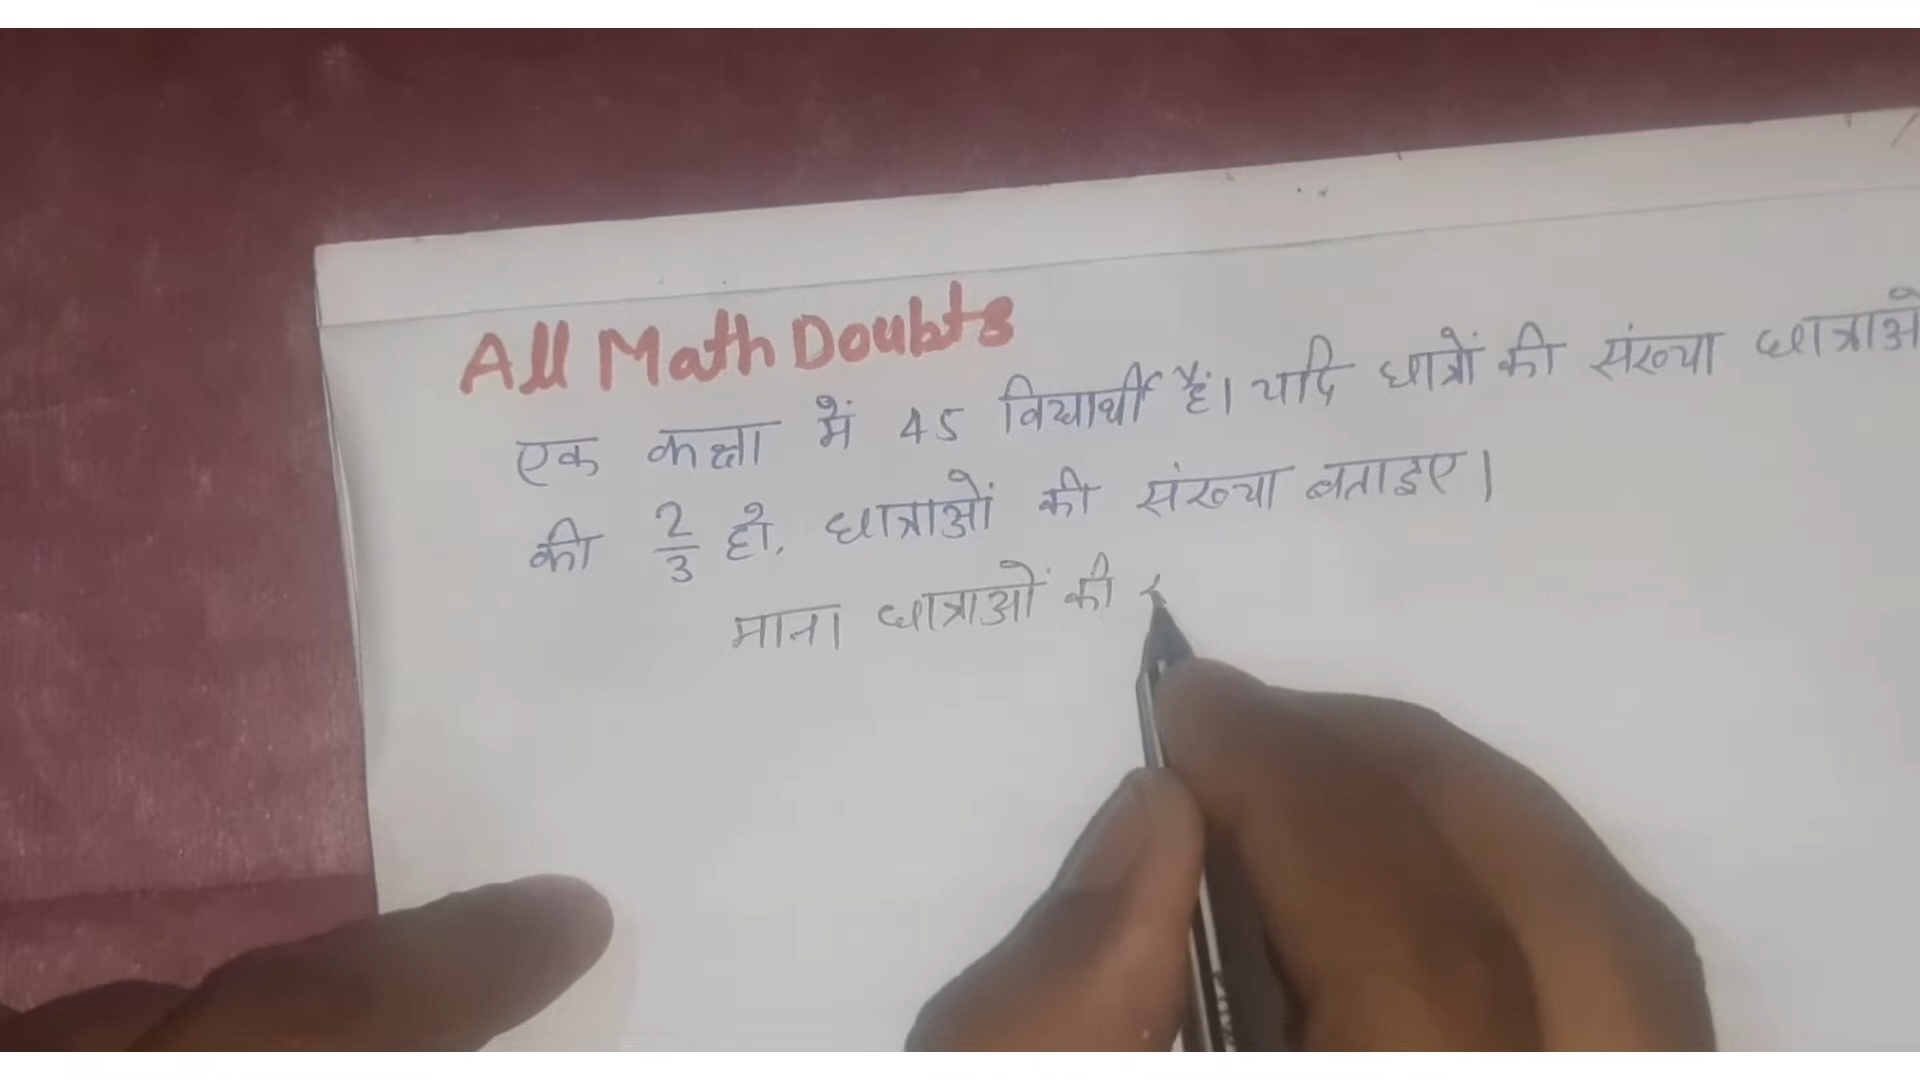 All Math Doubts
एक कक्षा में 45 विद्यार्थी हैं। यदि छात्रों की संख्या छात्राओ
की 2/3 हो, छात्राओं की संख्या बताइए।
माना छात्राओं की